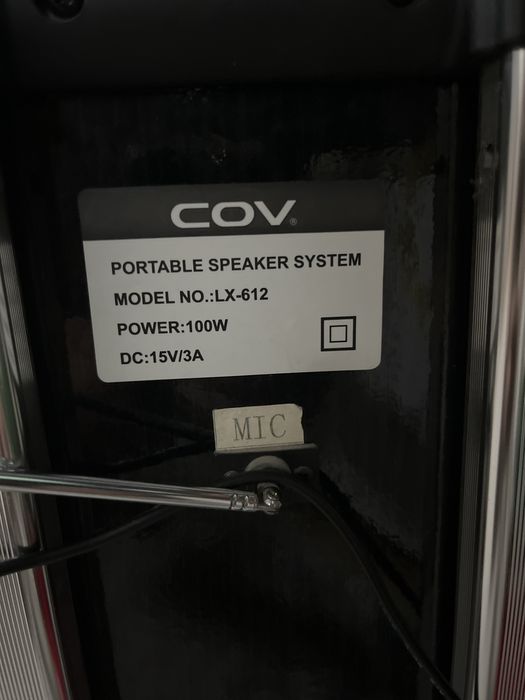 COV®
PORTABLE SPEAKER SYSTEM
MODEL NO.:LX-612
POWER:100W
DC:15V/3A
MIC